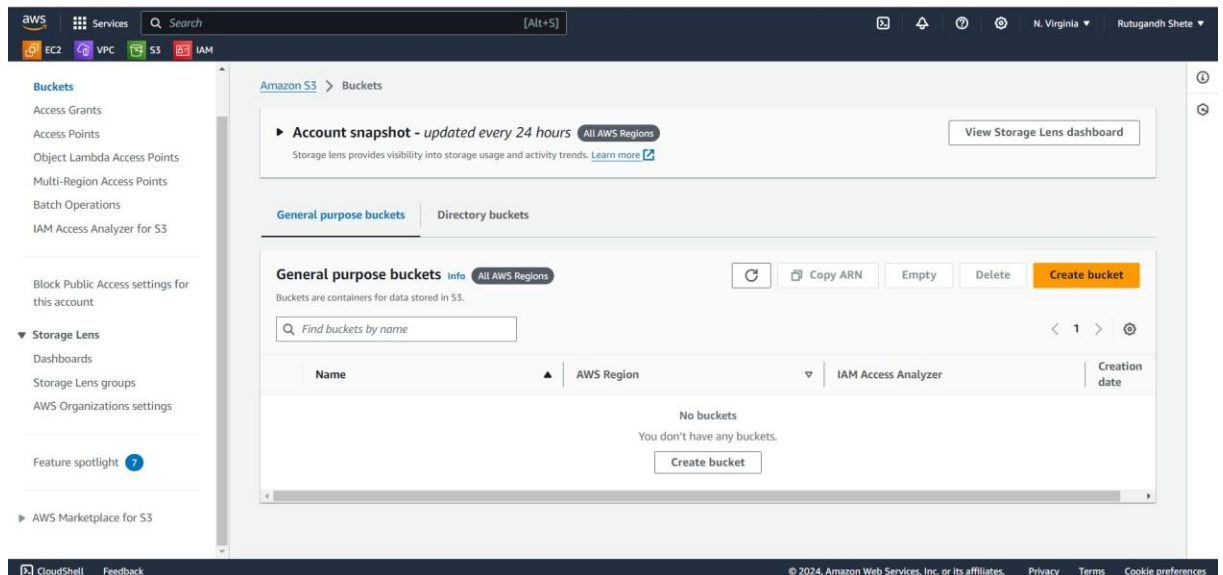 aws Services Search [Alt+S] N. Virginia ▼ Rutugandh Shete ▼
EC2 VPC S3 IAM
Buckets
Access Grants
Access Points
Object Lambda Access Points
Multi-Region Access Points
Batch Operations
IAM Access Analyzer for S3
Block Public Access settings for
this account
▼ Storage Lens
Dashboards
Storage Lens groups
AWS Organizations settings
Feature spotlight 7
▶ AWS Marketplace for S3
Amazon S3 > Buckets
▶ Account snapshot - updated every 24 hours All AWS Regions View Storage Lens dashboard
Storage lens provides visibility into storage usage and activity trends. Learn more
General purpose buckets Directory buckets
General purpose buckets Info All AWS Regions Copy ARN Empty Delete Create bucket
Buckets are containers for data stored in S3.
Find buckets by name < 1 >
Name ▲ AWS Region ▽ IAM Access Analyzer Creation
date
No buckets
You don't have any buckets.
Create bucket
CloudShell Feedback © 2024, Amazon Web Services, Inc. or its affiliates. Privacy Terms Cookie preferences